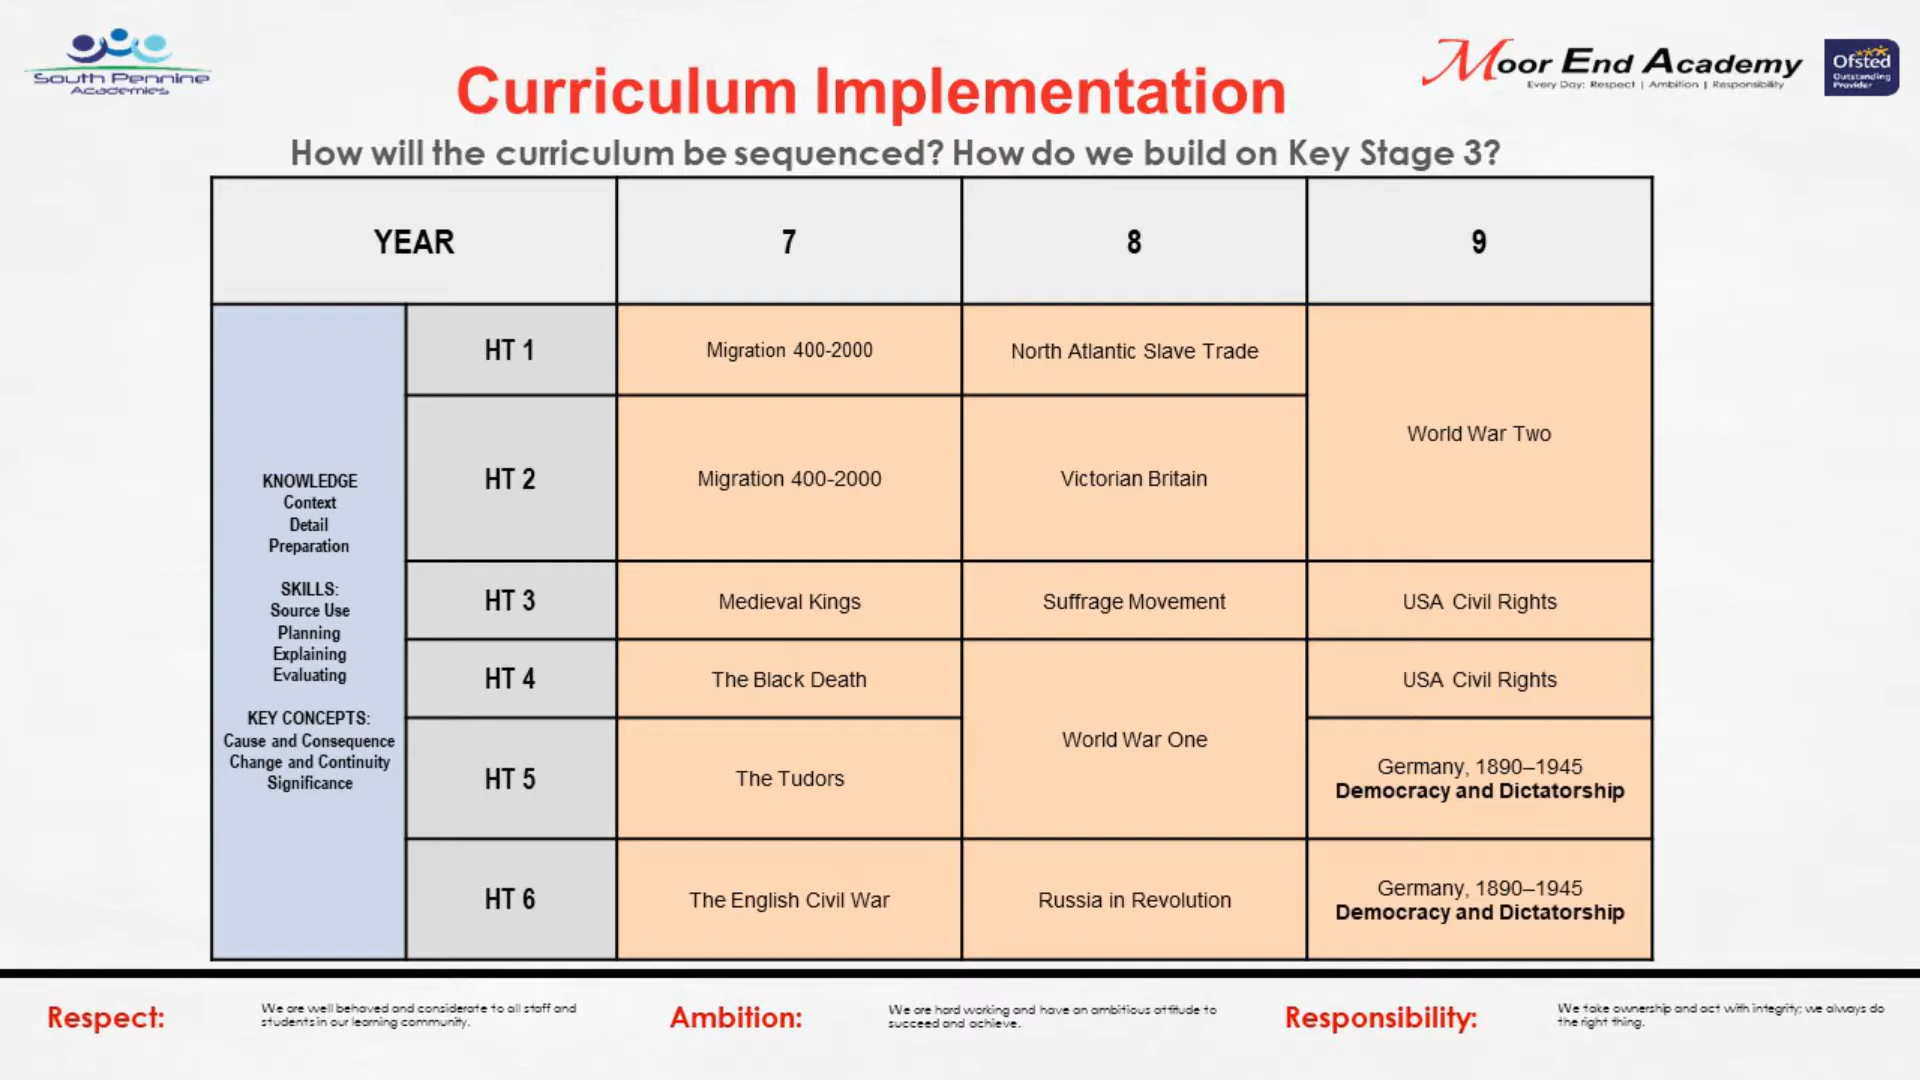 South Pennine
Academies
Curriculum Implementation
Moor End Academy
Every Day: Respect | Ambition | Responsibility
Ofsted
Outstanding
Provider
How will the curriculum be sequenced? How do we build on Key Stage 3?
YEAR
7
8
9
KNOWLEDGE
Context
Detail
Preparation
SKILLS:
Source Use
Planning
Explaining
Evaluating
KEY CONCEPTS:
Cause and Consequence
Change and Continuity
Significance
HT 1
Migration 400-2000
North Atlantic Slave Trade
World War Two
HT 2
Migration 400-2000
Victorian Britain
HT 3
Medieval Kings
Suffrage Movement
USA Civil Rights
HT 4
The Black Death
World War One
USA Civil Rights
HT 5
The Tudors
Germany, 1890–1945
Democracy and Dictatorship
HT 6
The English Civil War
Russia in Revolution
Germany, 1890–1945
Democracy and Dictatorship
Respect:
We are well behaved and considerate to all staff and
students in our learning community.
Ambition:
We are hard working and have an ambitious attitude to
succeed and achieve.
Responsibility:
We take ownership and act with integrity; we always do
the right thing.